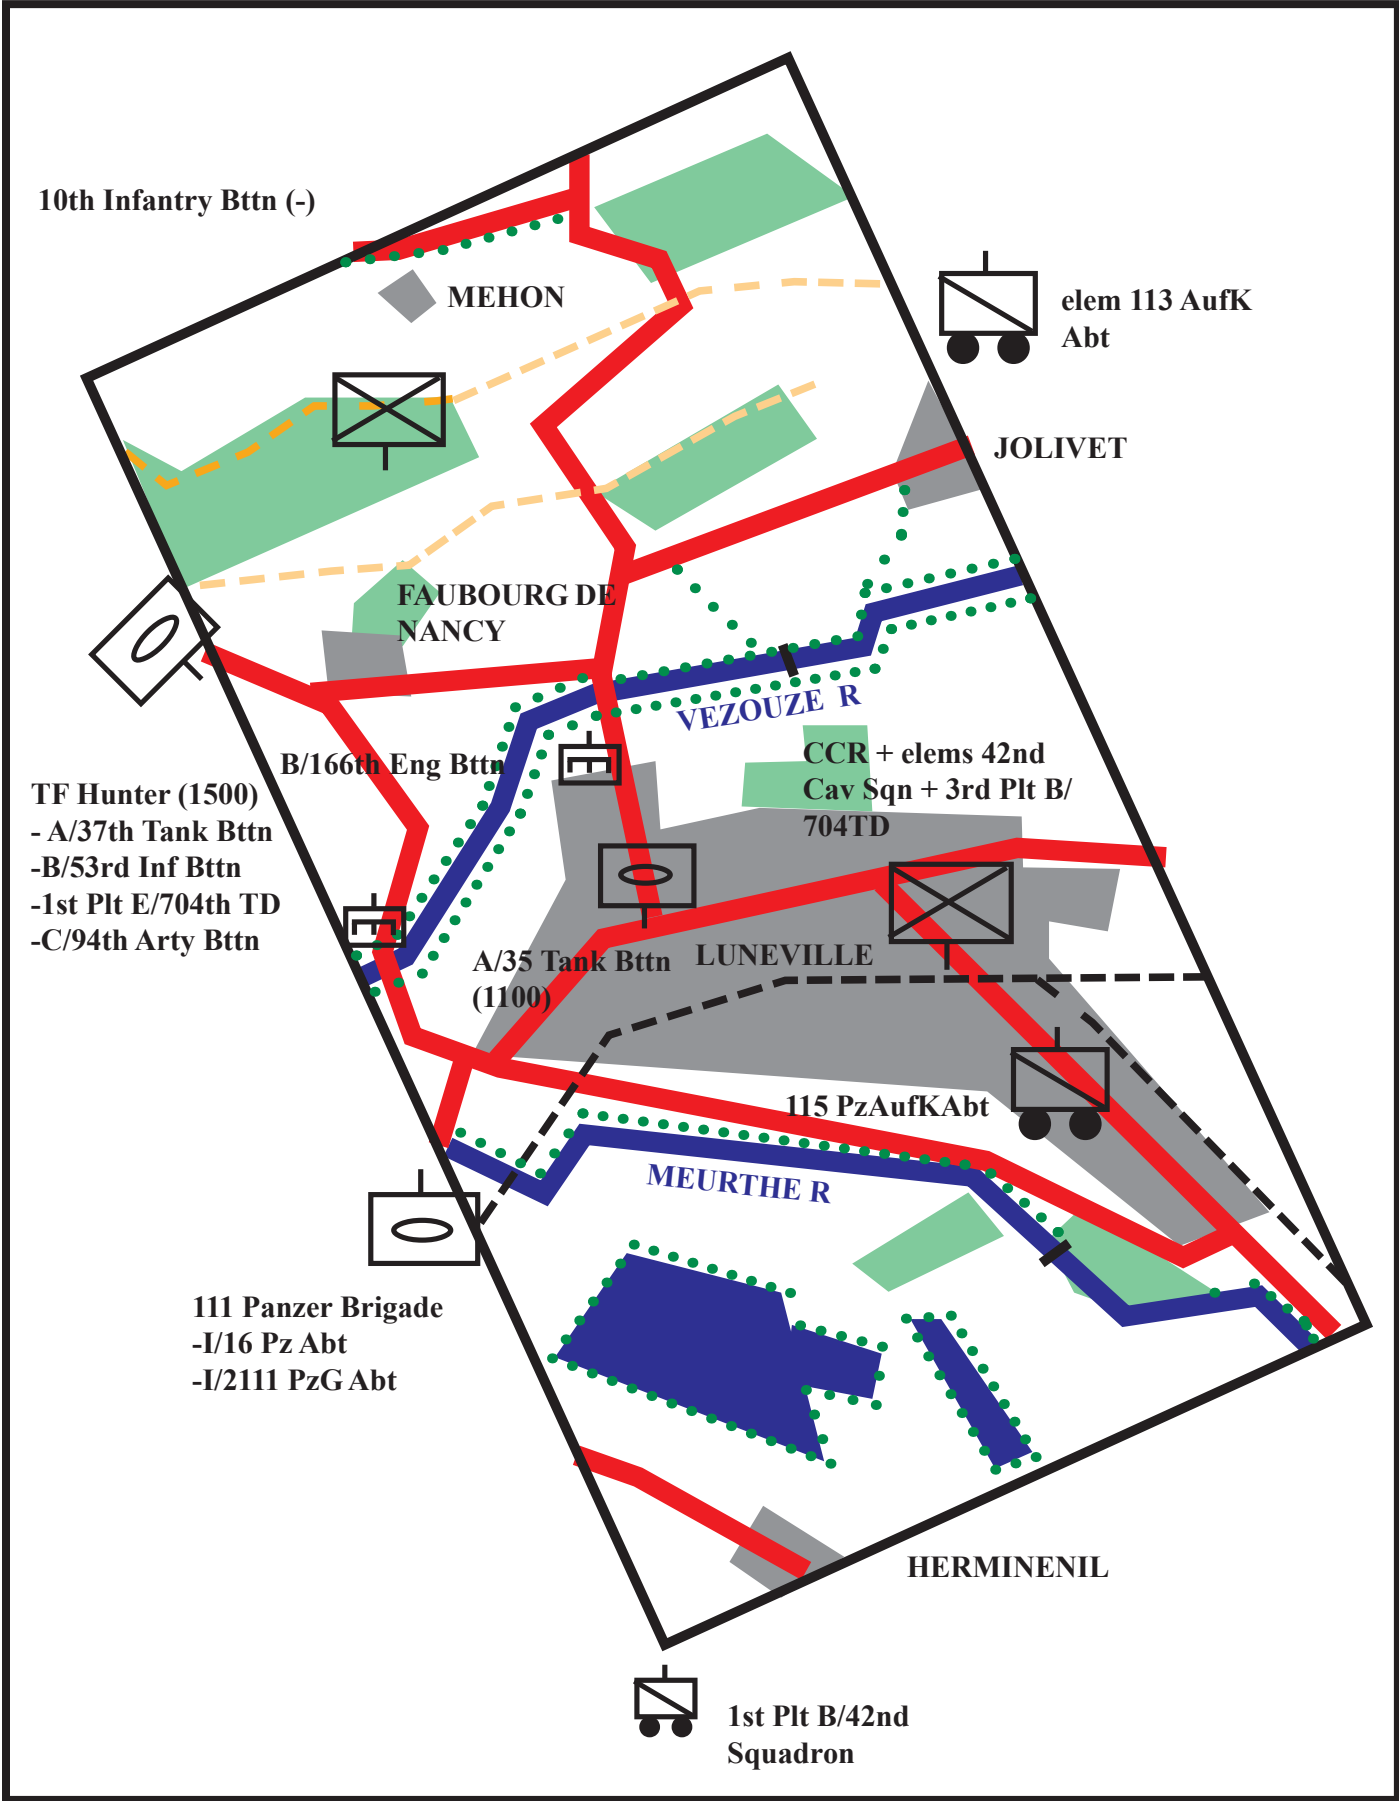 10th Infantry Bttn (-)
MEHON
elem 113 AufK
Abt
JOLIVET
FAUBOURG DE
NANCY
VEZOUZE R
B/166th Eng Bttn
CCR + elems 42nd
Cav Sqn + 3rd Plt B/
704TD
TF Hunter (1500)
- A/37th Tank Bttn
-B/53rd Inf Bttn
-1st Plt E/704th TD
-C/94th Arty Bttn
A/35 Tank Bttn
(1100)
LUNEVILLE
115 PzAufKAbt
MEURTHE R
111 Panzer Brigade
-I/16 Pz Abt
-I/2111 PzG Abt
HERMINENIL
1st Plt B/42nd
Squadron